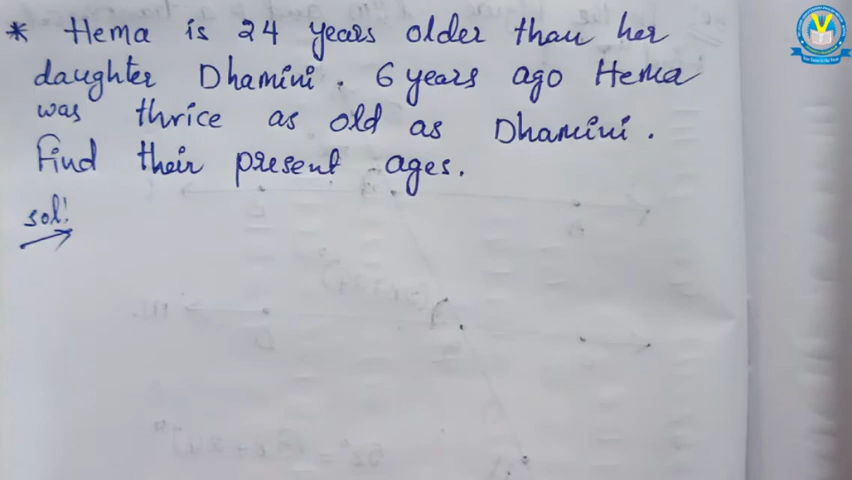 * Hema is 24 years older than her
daughter Dhamini. 6 years ago Hema
was thrice as old as Dhamini.
Find their present ages.
sol: